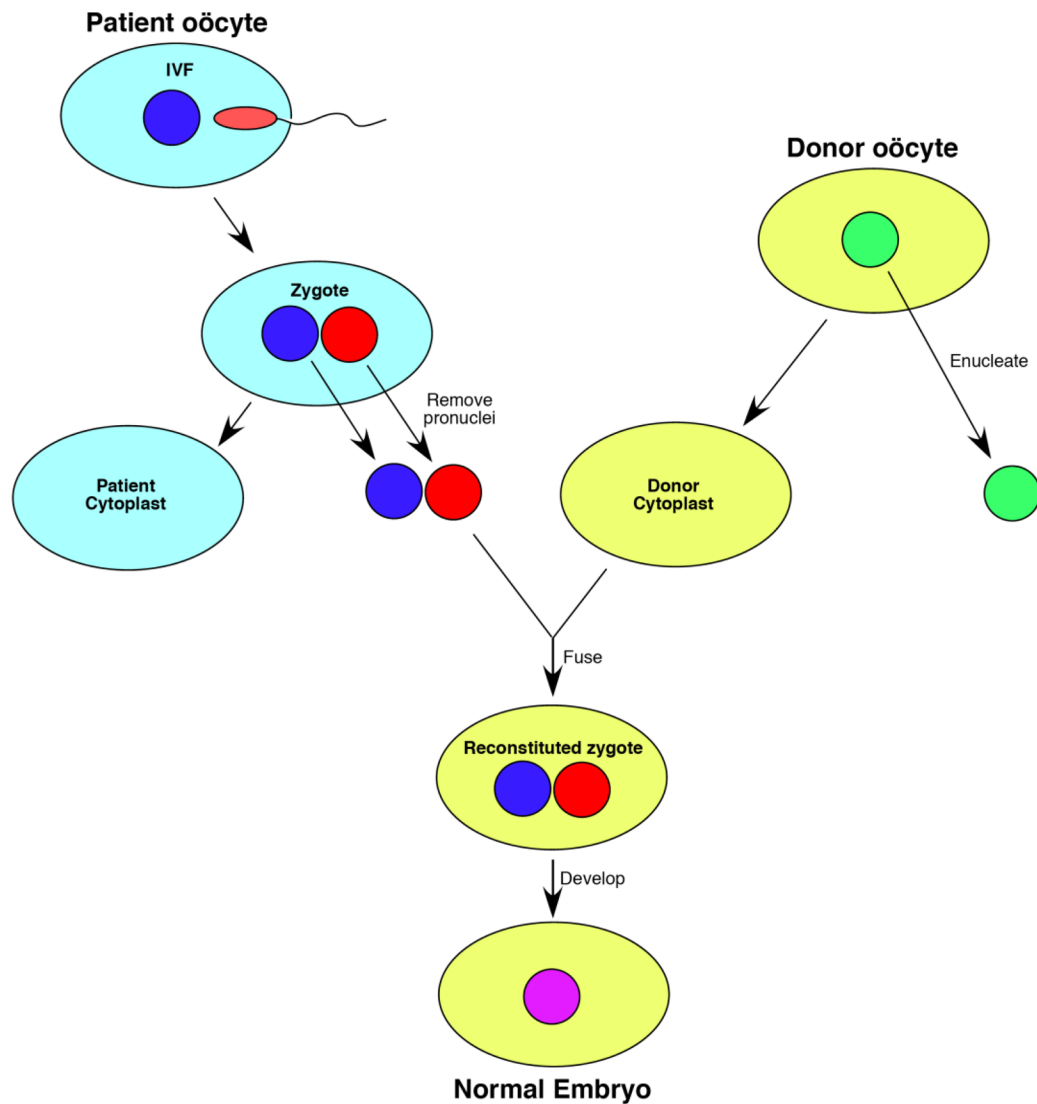 Patient oöcyte
IVF
Donor oöcyte
Zygote
Enucleate
Remove
pronuclei
Patient
Cytoplast
Donor
Cytoplast
Fuse
Reconstituted zygote
Develop
Normal Embryo